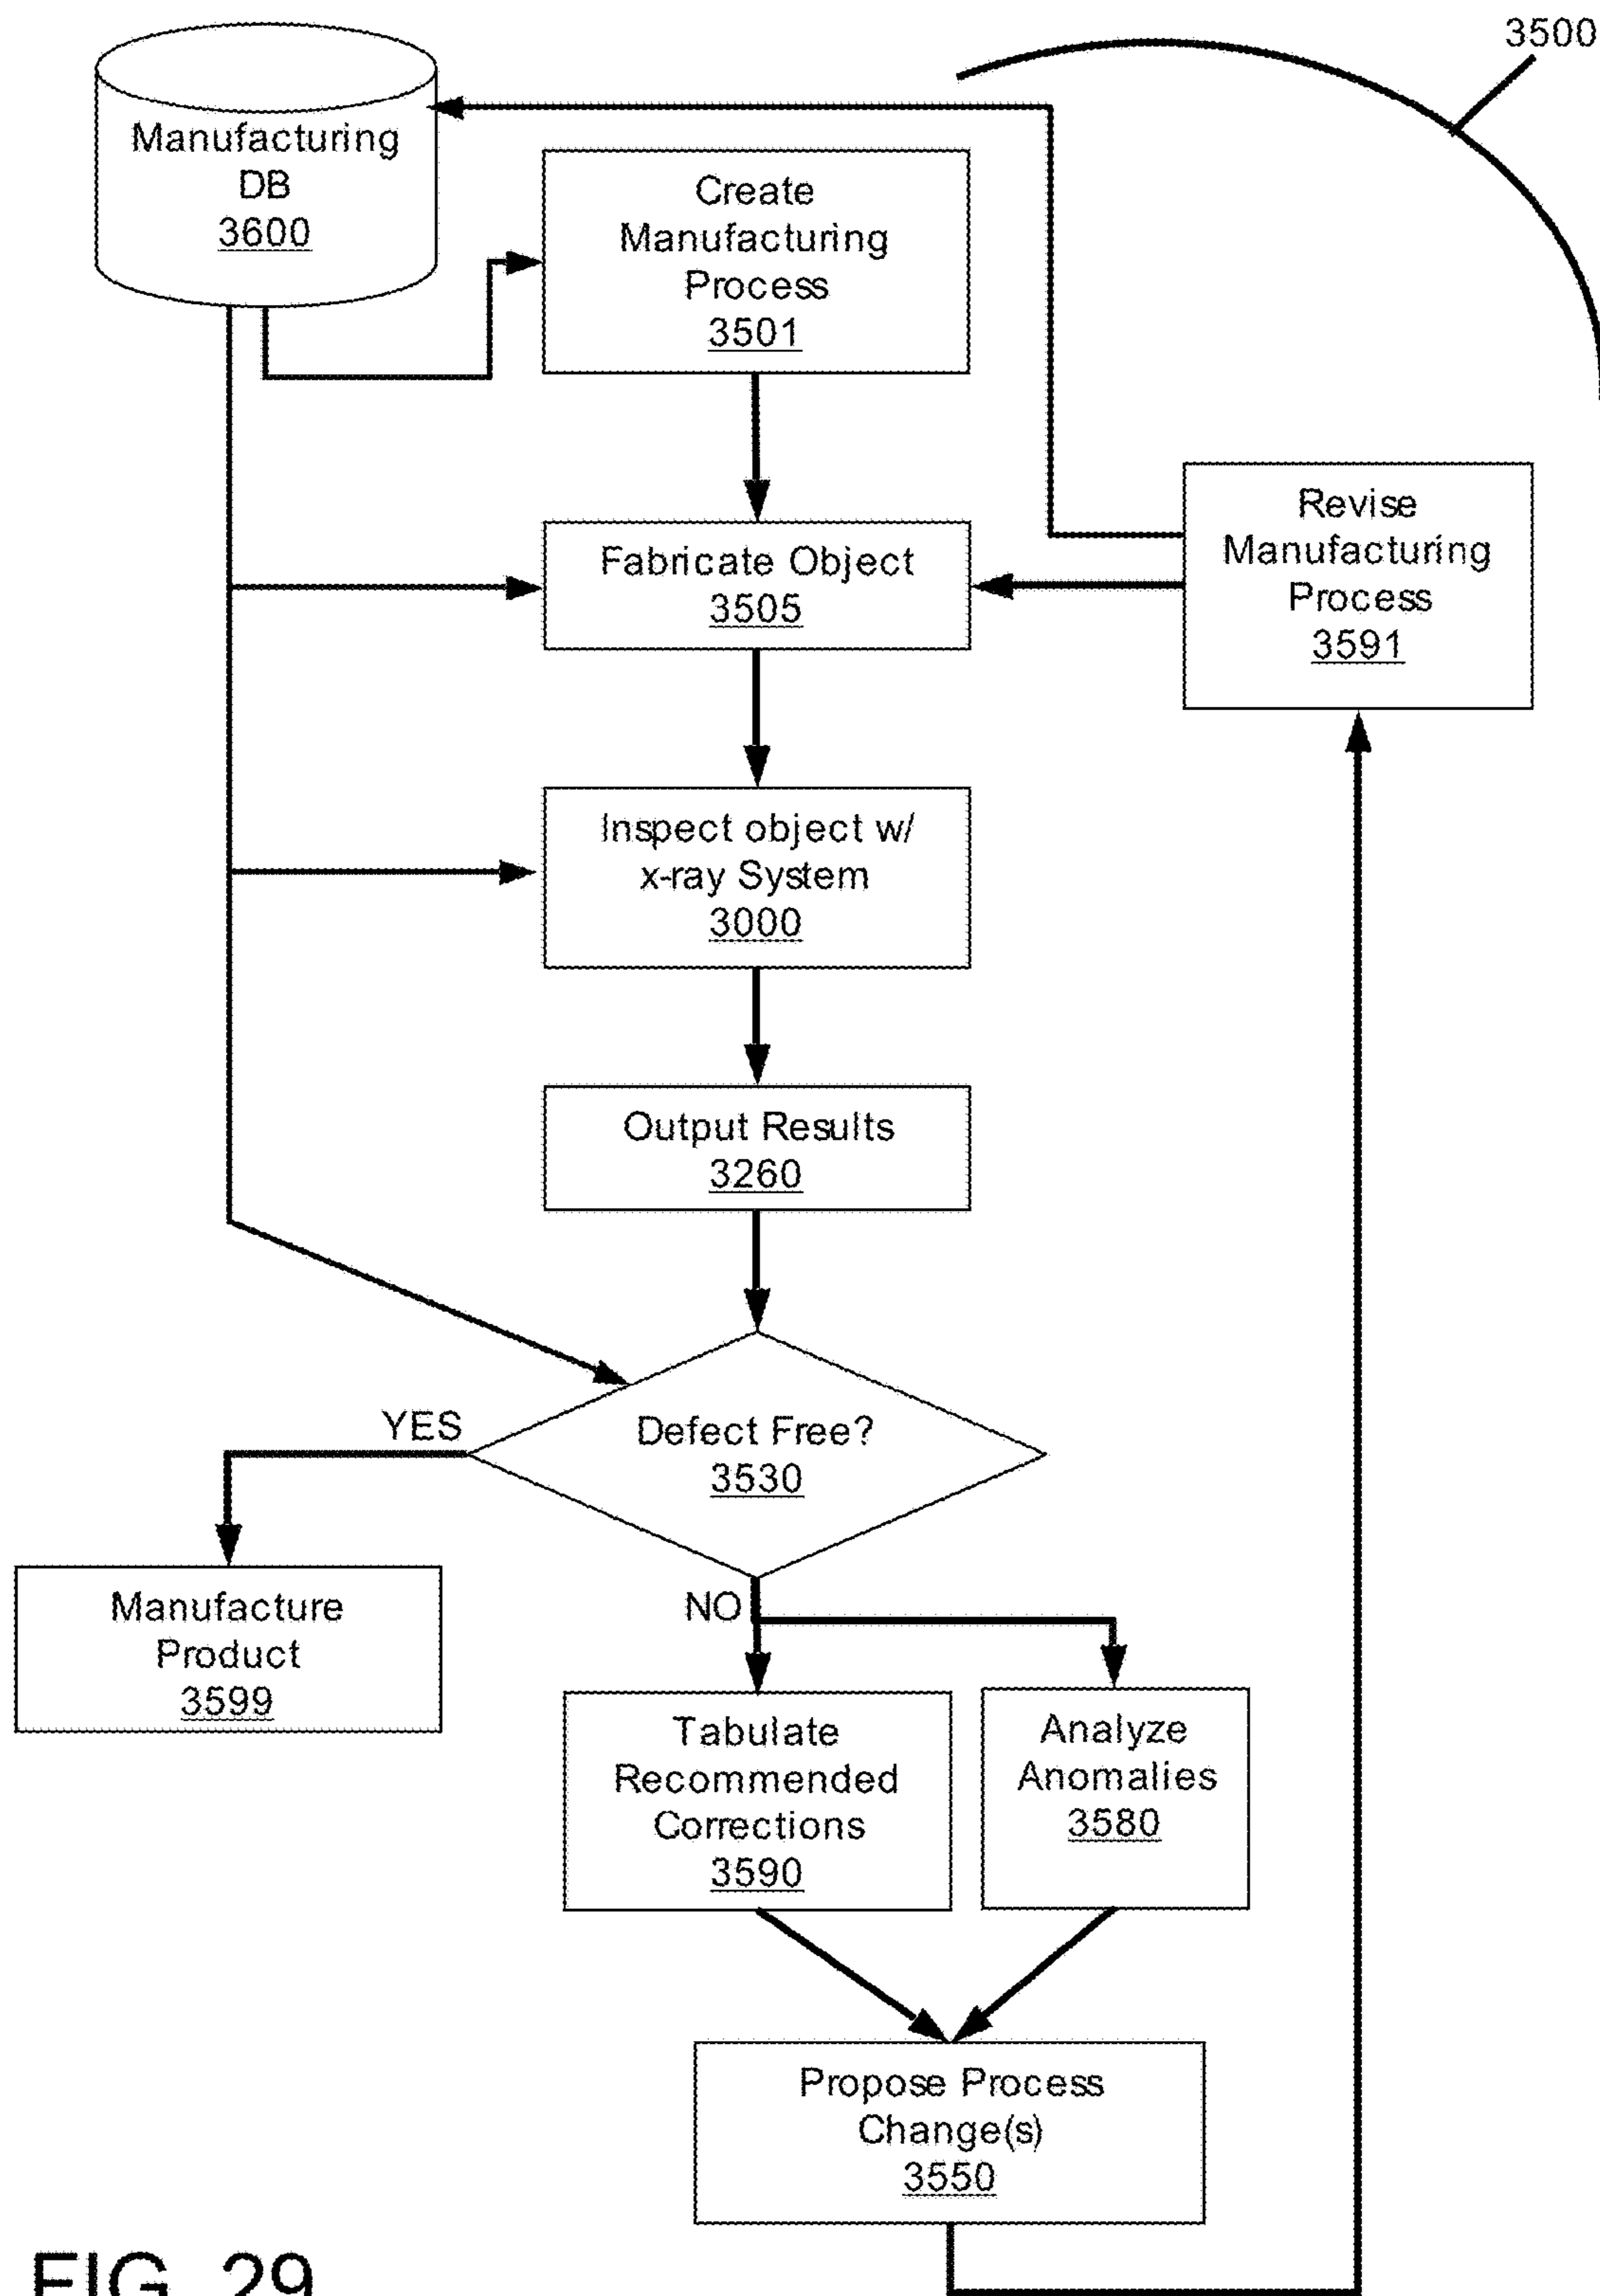 3500
Manufacturing
DB
3600
Create
Manufacturing
Process
3501
Revise
Manufacturing
Process
3591
Fabricate Object
3505
Inspect object w/
x-ray System
3000
Output Results
3260
Defect Free?
3530
YES
NO
Manufacture
Product
3599
Tabulate
Recommended
Corrections
3590
Analyze
Anomalies
3580
Propose Process
Change(s)
3550
FIG. 29